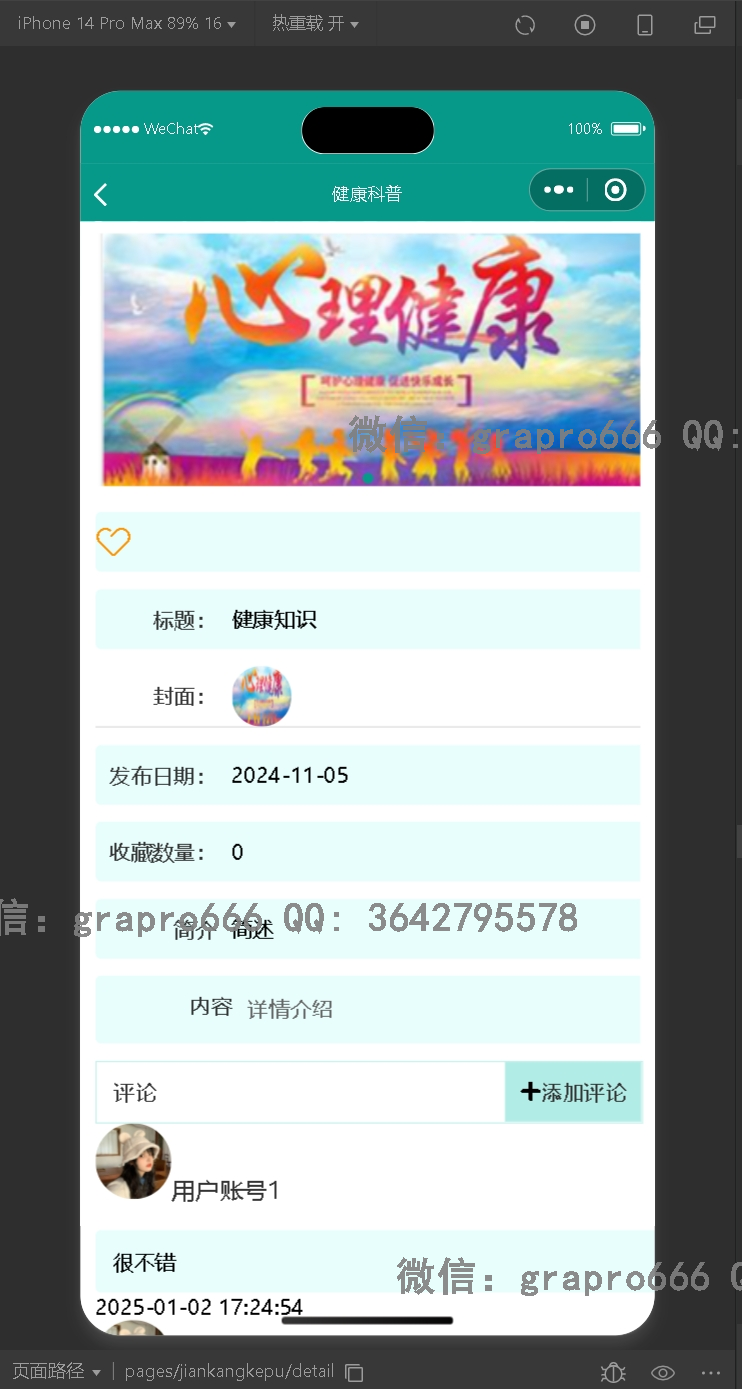 iPhone 14 Pro Max 89% 16
热重载 开
WeChat
100%
健康科普
心理健康
呵护心理健康 促进快乐成长
微信：grapro666 QQ:
标题：
健康知识
封面：
发布日期：
2024-11-05
收藏数量：
0
信：grapro666 QQ: 3642795578
简介
简述
内容
详情介绍
评论
+添加评论
用户账号1
很不错
微信：grapro666 Q
2025-01-02 17:24:54
页面路径
pages/jiankangkepu/detail